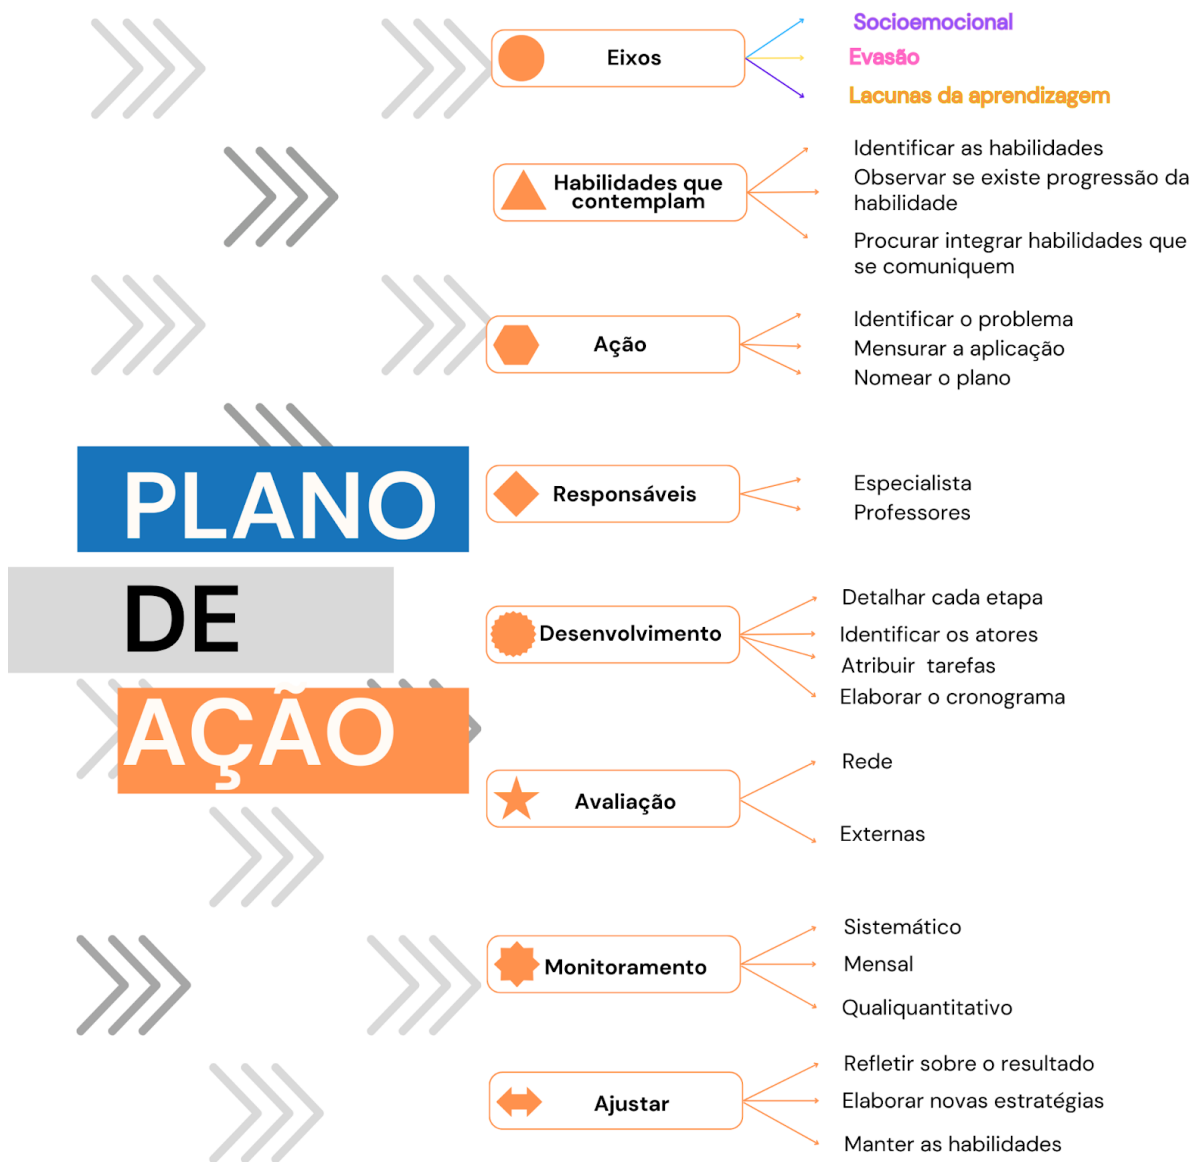 Eixos
Socioemocional
Evasão
Lacunas da aprendizagem
Habilidades que
contemplam
Identificar as habilidades
Observar se existe progressão da
habilidade
Procurar integrar habilidades que
se comuniquem
Ação
Identificar o problema
Mensurar a aplicação
Nomear o plano
PLANO
DE
AÇÃO
Responsáveis
Especialista
Professores
Desenvolvimento
Detalhar cada etapa
Identificar os atores
Atribuir tarefas
Elaborar o cronograma
Avaliação
Rede
Externas
Monitoramento
Sistemático
Mensal
Qualiquantitativo
Ajustar
Refletir sobre o resultado
Elaborar novas estratégias
Manter as habilidades